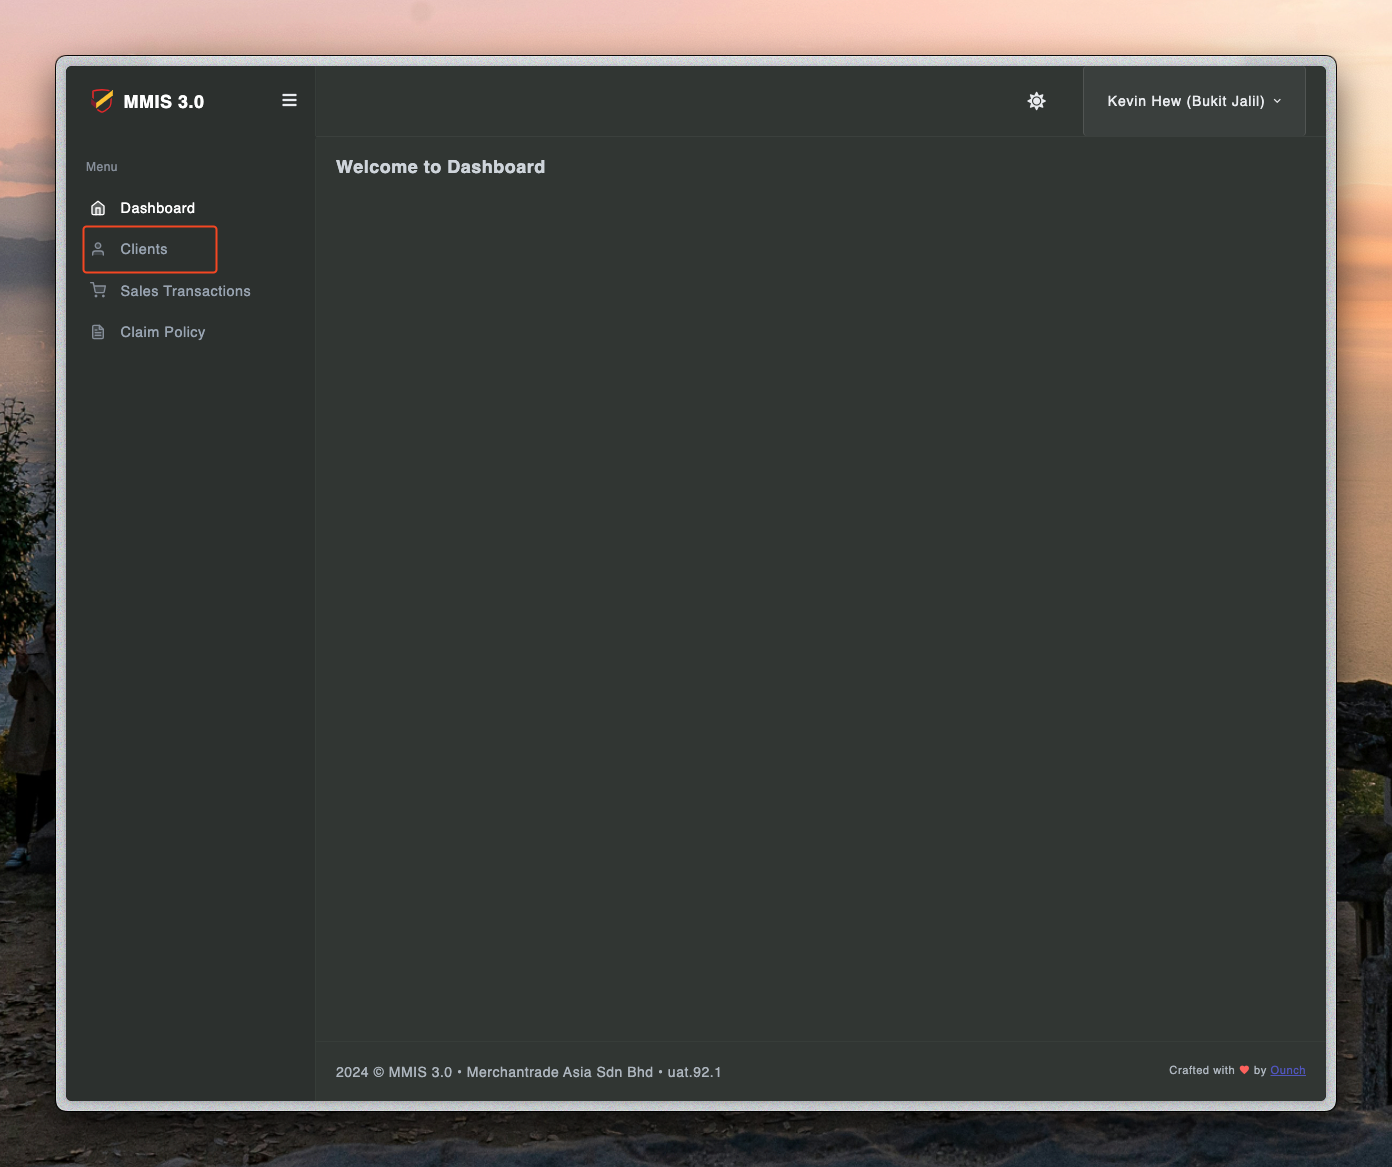 MMIS 3.0
Kevin Hew (Bukit Jalil)
Menu
Welcome to Dashboard
Dashboard
Clients
Sales Transactions
Claim Policy
2024 © MMIS 3.0 • Merchantrade Asia Sdn Bhd • uat.92.1
Crafted with ♥ by Ounch